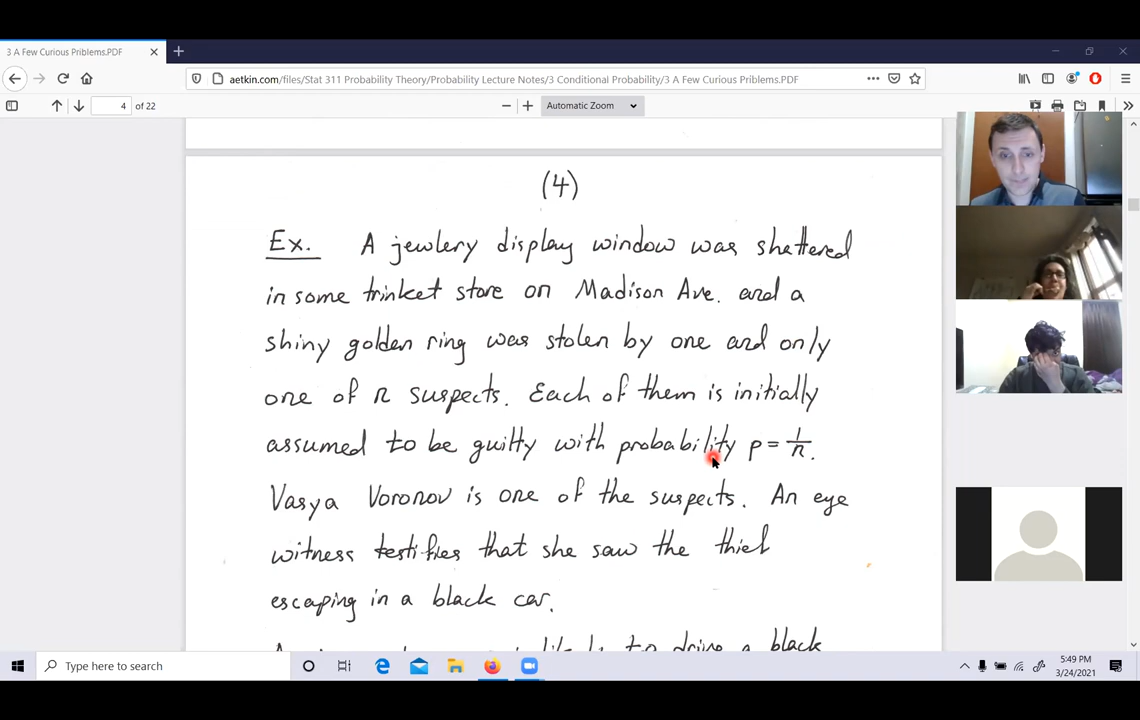 3 A Few Curious Priblems.PDF
aetkin.com/files/Stat 311 Probability Theory/Probability Lecture Notes/3 Conditional Probability/3 A Few Curious Priblems.PDF
4 of 22
Automatic Zoom
(4)
Ex. A jewlery display window was shattered
in some trinket store on Madison Ave. and a
shiny golden ring was stolen by one and only
one of n suspects. Each of them is initially
assumed to be guilty with probability p = 1/n.
Vasya Voronov is one of the suspects. An eye
witness testifies that she saw the thief
escaping in a black car.
likely to drive a black
Type here to search
5:49 PM
3/24/2021